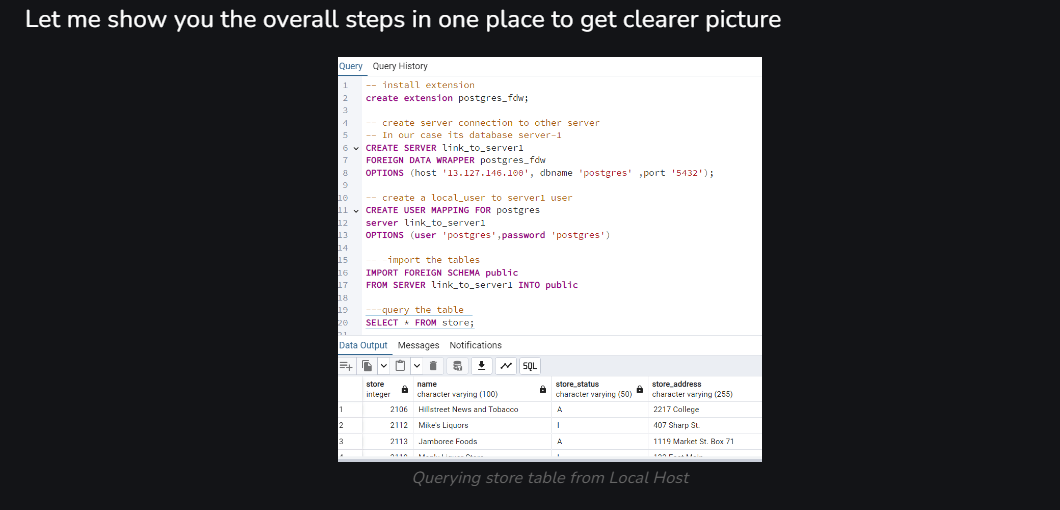 Let me show you the overall steps in one place to get clearer picture
Query Query History
1 -- install extension
2 create extension postgres_fdw;
3
4 create server connection to other server
5 -- In our case its database server-1
6 CREATE SERVER link_to_server1
7 FOREIGN DATA WRAPPER postgres_fdw
8 OPTIONS (host '13.127.146.100', dbname 'postgres' ,port '5432');
9
10 -- create a local_user to server1 user
11 CREATE USER MAPPING FOR postgres
12 server link_to_server1
13 OPTIONS (user 'postgres',password 'postgres')
14
15 import the tables
16 IMPORT FOREIGN SCHEMA public
17 FROM SERVER link_to_server1 INTO public
18
19 query the table
20 SELECT * FROM store;
Data Output Messages Notifications
SQL
store name store_status store_address
integer character varying (100) character varying (50) character varying (255)
1 2106 Hillstreet News and Tobacco A 2217 College
2 2112 Mike's Liquors I 407 Sharp St.
3 2113 Jamboree Foods A 1119 Market St. Box 71
Querying store table from Local Host